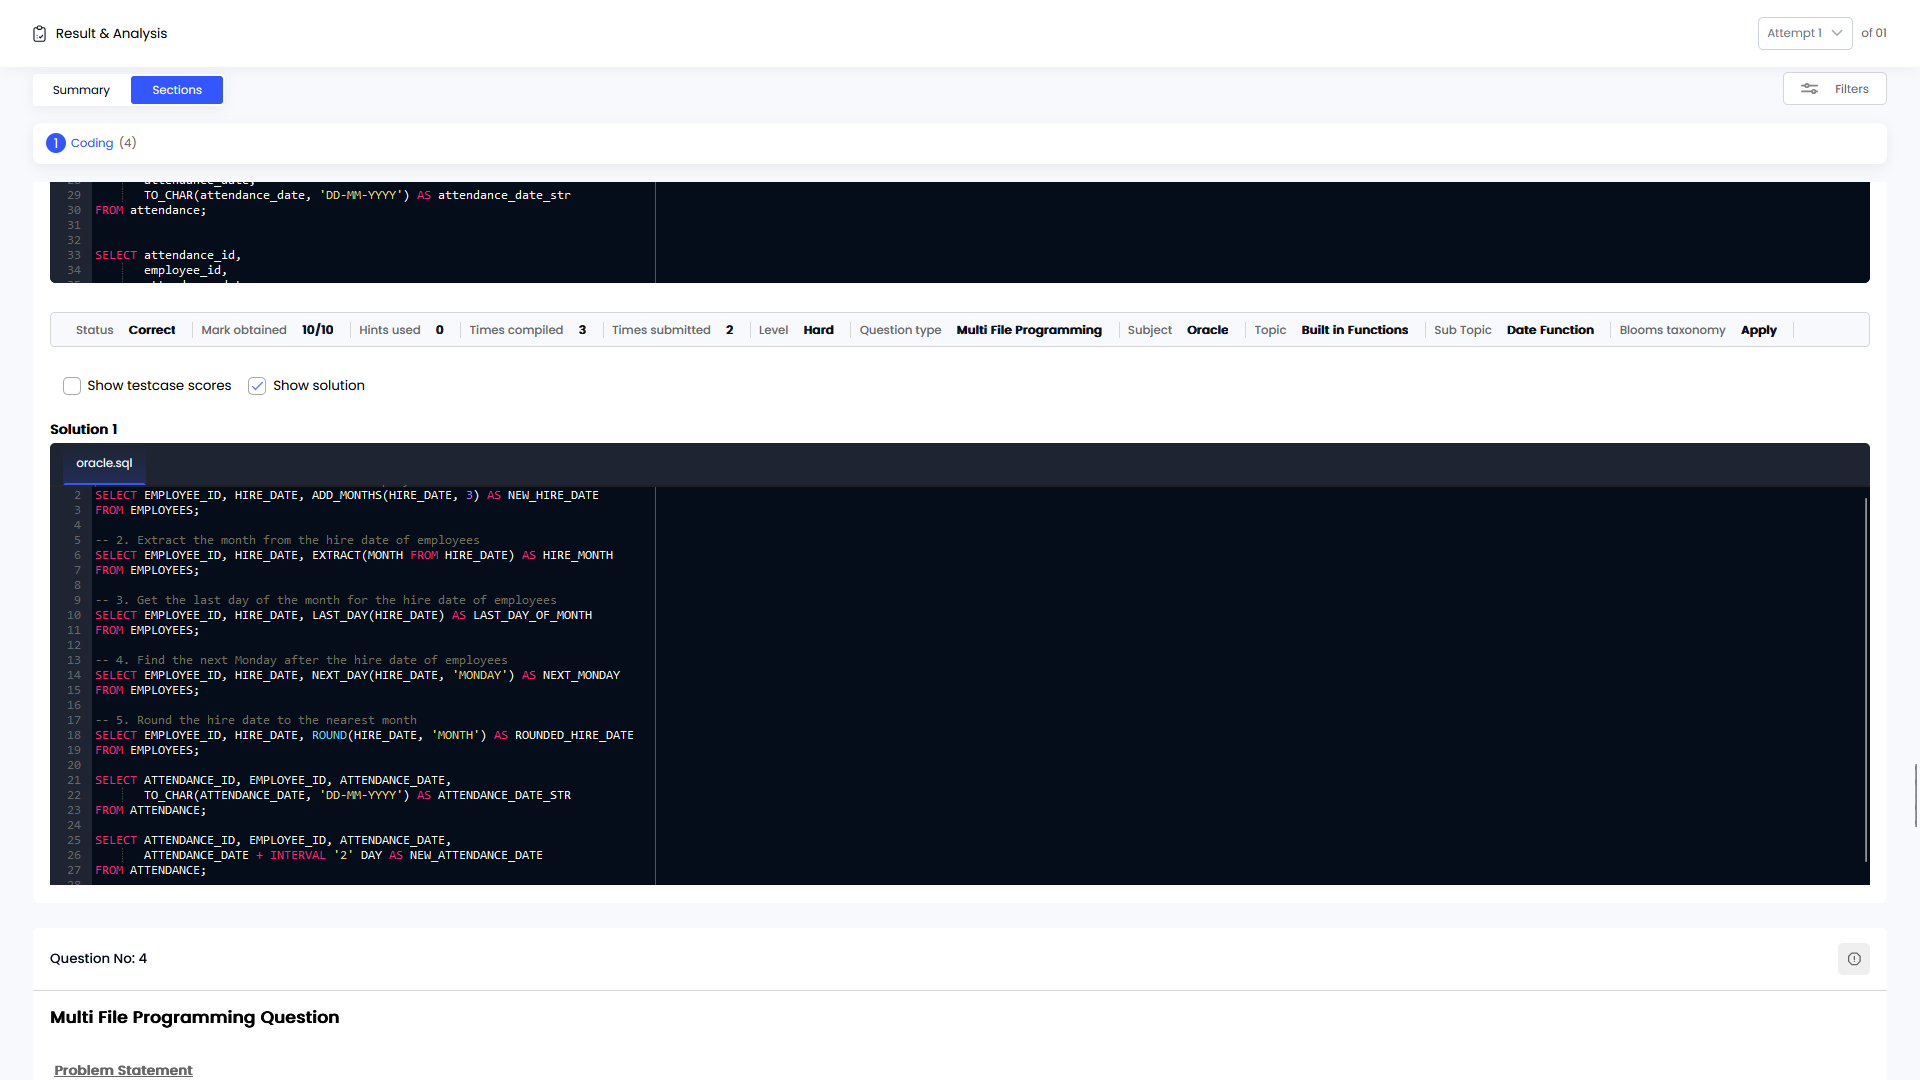 Result & Analysis
Attempt 1 of 01
Summary Sections
Filters
1 Coding (4)
29 TO_CHAR(attendance_date, 'DD-MM-YYYY') AS attendance_date_str
30 FROM attendance;
31
32
33 SELECT attendance_id,
34 employee_id,
Status Correct Mark obtained 10/10 Hints used 0 Times compiled 3 Times submitted 2 Level Hard Question type Multi File Programming Subject Oracle Topic Built in Functions Sub Topic Date Function Blooms taxonomy Apply
Show testcase scores Show solution
Solution 1
oracle.sql
2 SELECT EMPLOYEE_ID, HIRE_DATE, ADD_MONTHS(HIRE_DATE, 3) AS NEW_HIRE_DATE
3 FROM EMPLOYEES;
4
5 -- 2. Extract the month from the hire date of employees
6 SELECT EMPLOYEE_ID, HIRE_DATE, EXTRACT(MONTH FROM HIRE_DATE) AS HIRE_MONTH
7 FROM EMPLOYEES;
8
9 -- 3. Get the last day of the month for the hire date of employees
10 SELECT EMPLOYEE_ID, HIRE_DATE, LAST_DAY(HIRE_DATE) AS LAST_DAY_OF_MONTH
11 FROM EMPLOYEES;
12
13 -- 4. Find the next Monday after the hire date of employees
14 SELECT EMPLOYEE_ID, HIRE_DATE, NEXT_DAY(HIRE_DATE, 'MONDAY') AS NEXT_MONDAY
15 FROM EMPLOYEES;
16
17 -- 5. Round the hire date to the nearest month
18 SELECT EMPLOYEE_ID, HIRE_DATE, ROUND(HIRE_DATE, 'MONTH') AS ROUNDED_HIRE_DATE
19 FROM EMPLOYEES;
20
21 SELECT ATTENDANCE_ID, EMPLOYEE_ID, ATTENDANCE_DATE,
22 TO_CHAR(ATTENDANCE_DATE, 'DD-MM-YYYY') AS ATTENDANCE_DATE_STR
23 FROM ATTENDANCE;
24
25 SELECT ATTENDANCE_ID, EMPLOYEE_ID, ATTENDANCE_DATE,
26 ATTENDANCE_DATE + INTERVAL '2' DAY AS NEW_ATTENDANCE_DATE
27 FROM ATTENDANCE;
Question No: 4
Multi File Programming Question
Problem Statement